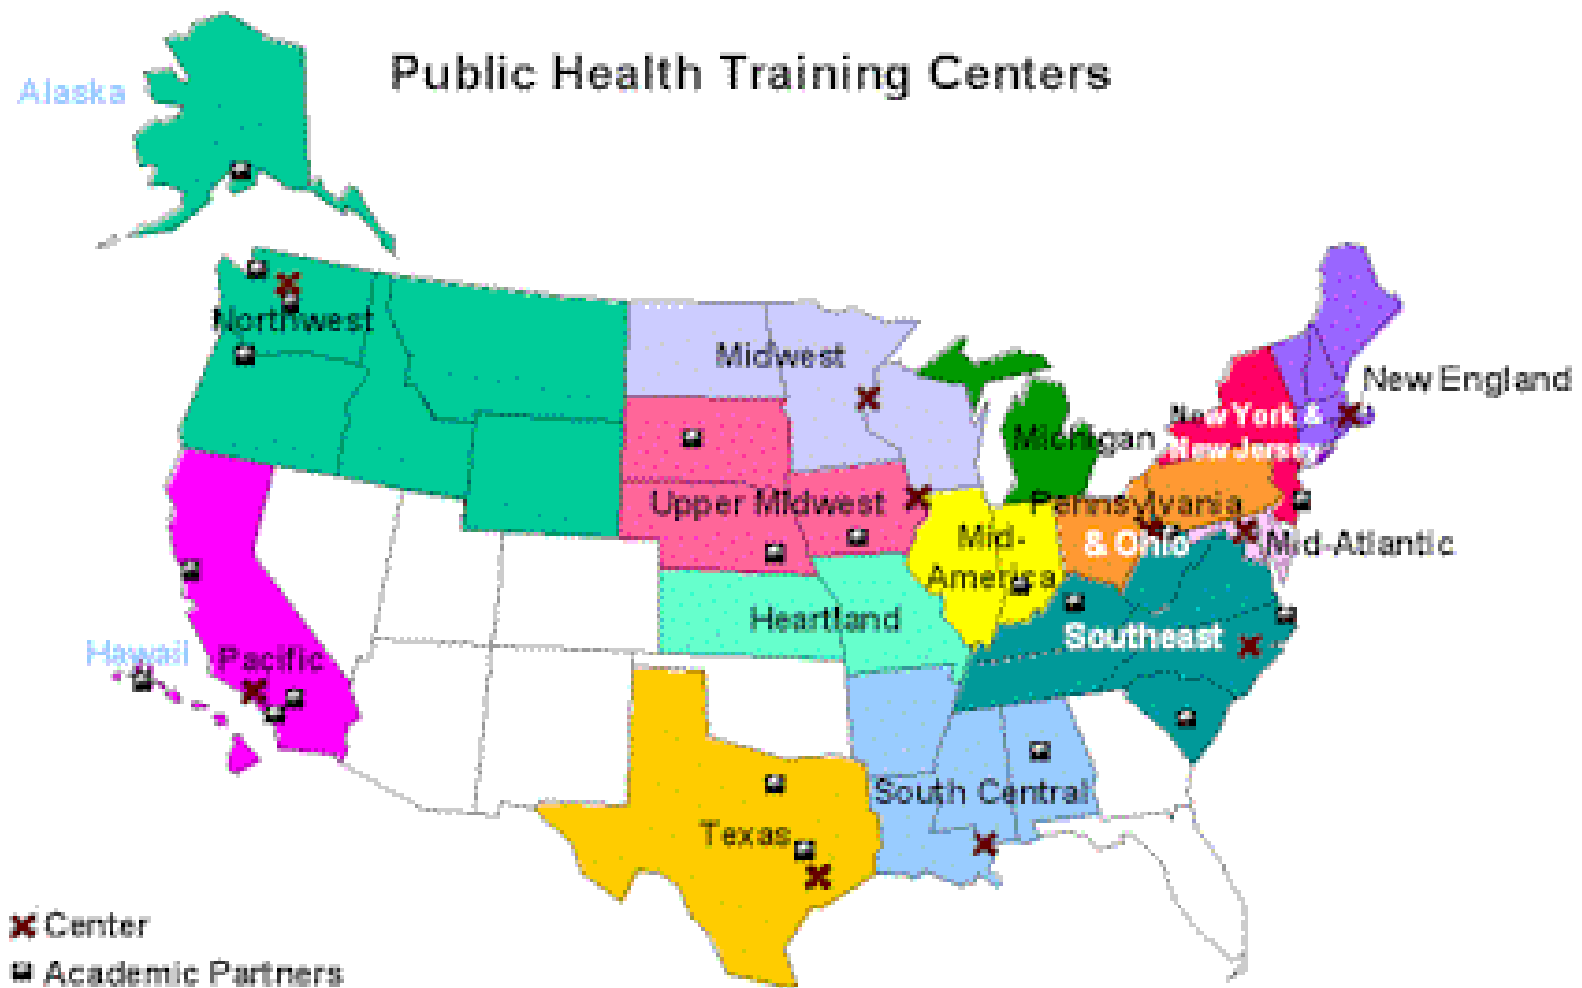 Public Health Training Centers
Alaska
Northwest
Midwest
New England
New York &
New Jersey
Michigan
Upper Midwest
Pennsylvania
& Ohio
Mid-
America
Mid-Atlantic
Heartland
Southeast
Hawaii
Pacific
South Central
Texas
Center
Academic Partners